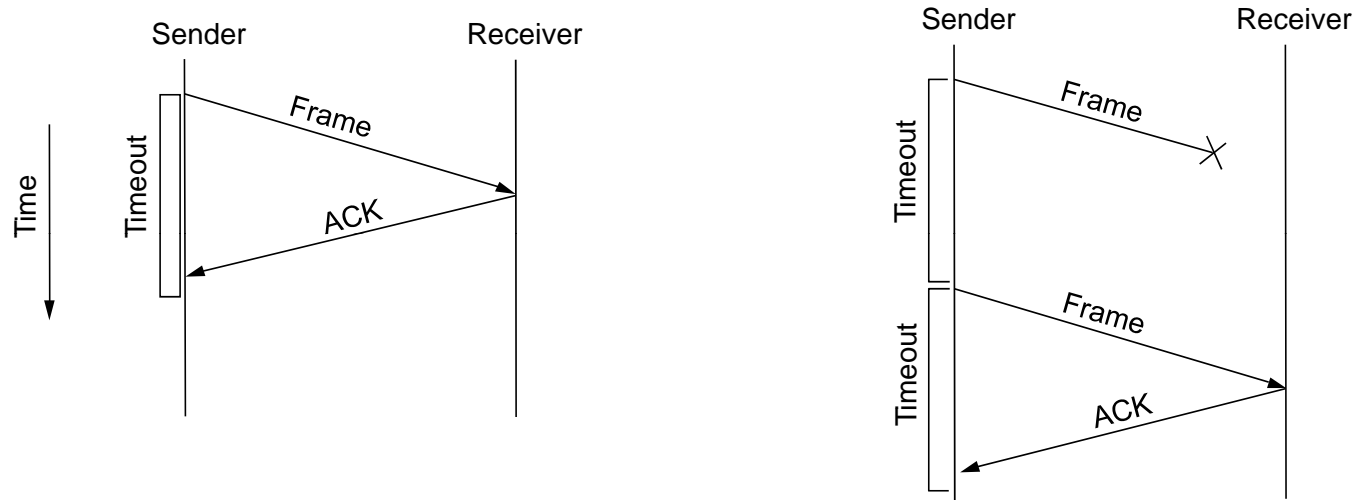 Sender
Receiver
Time
Timeout
Frame
ACK
Sender
Receiver
Timeout
Frame
Timeout
Frame
ACK